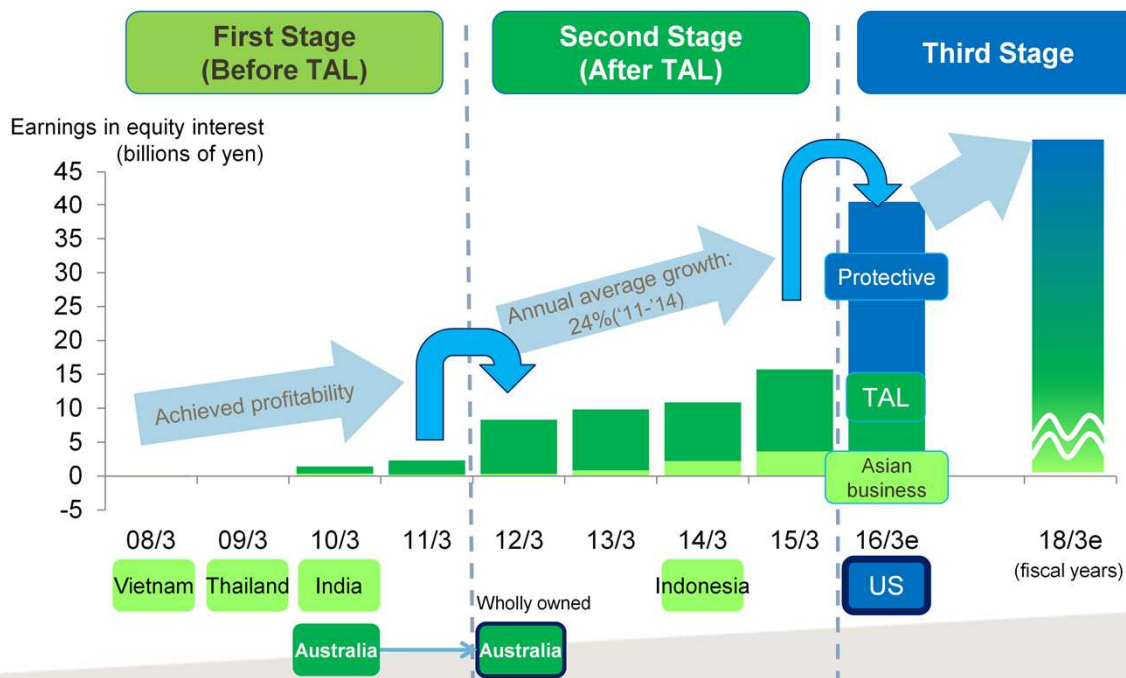 First Stage
(Before TAL)
Second Stage
(After TAL)
Third Stage
Earnings in equity interest
(billions of yen)
45
40
35
30
25
20
15
10
5
0
-5
Achieved profitability
Annual average growth:
24%(‘11-’14)
Protective
TAL
Asian
business
08/3
09/3
10/3
11/3
12/3
13/3
14/3
15/3
16/3e
18/3e
(fiscal years)
Vietnam
Thailand
India
Indonesia
US
Wholly owned
Australia
Australia